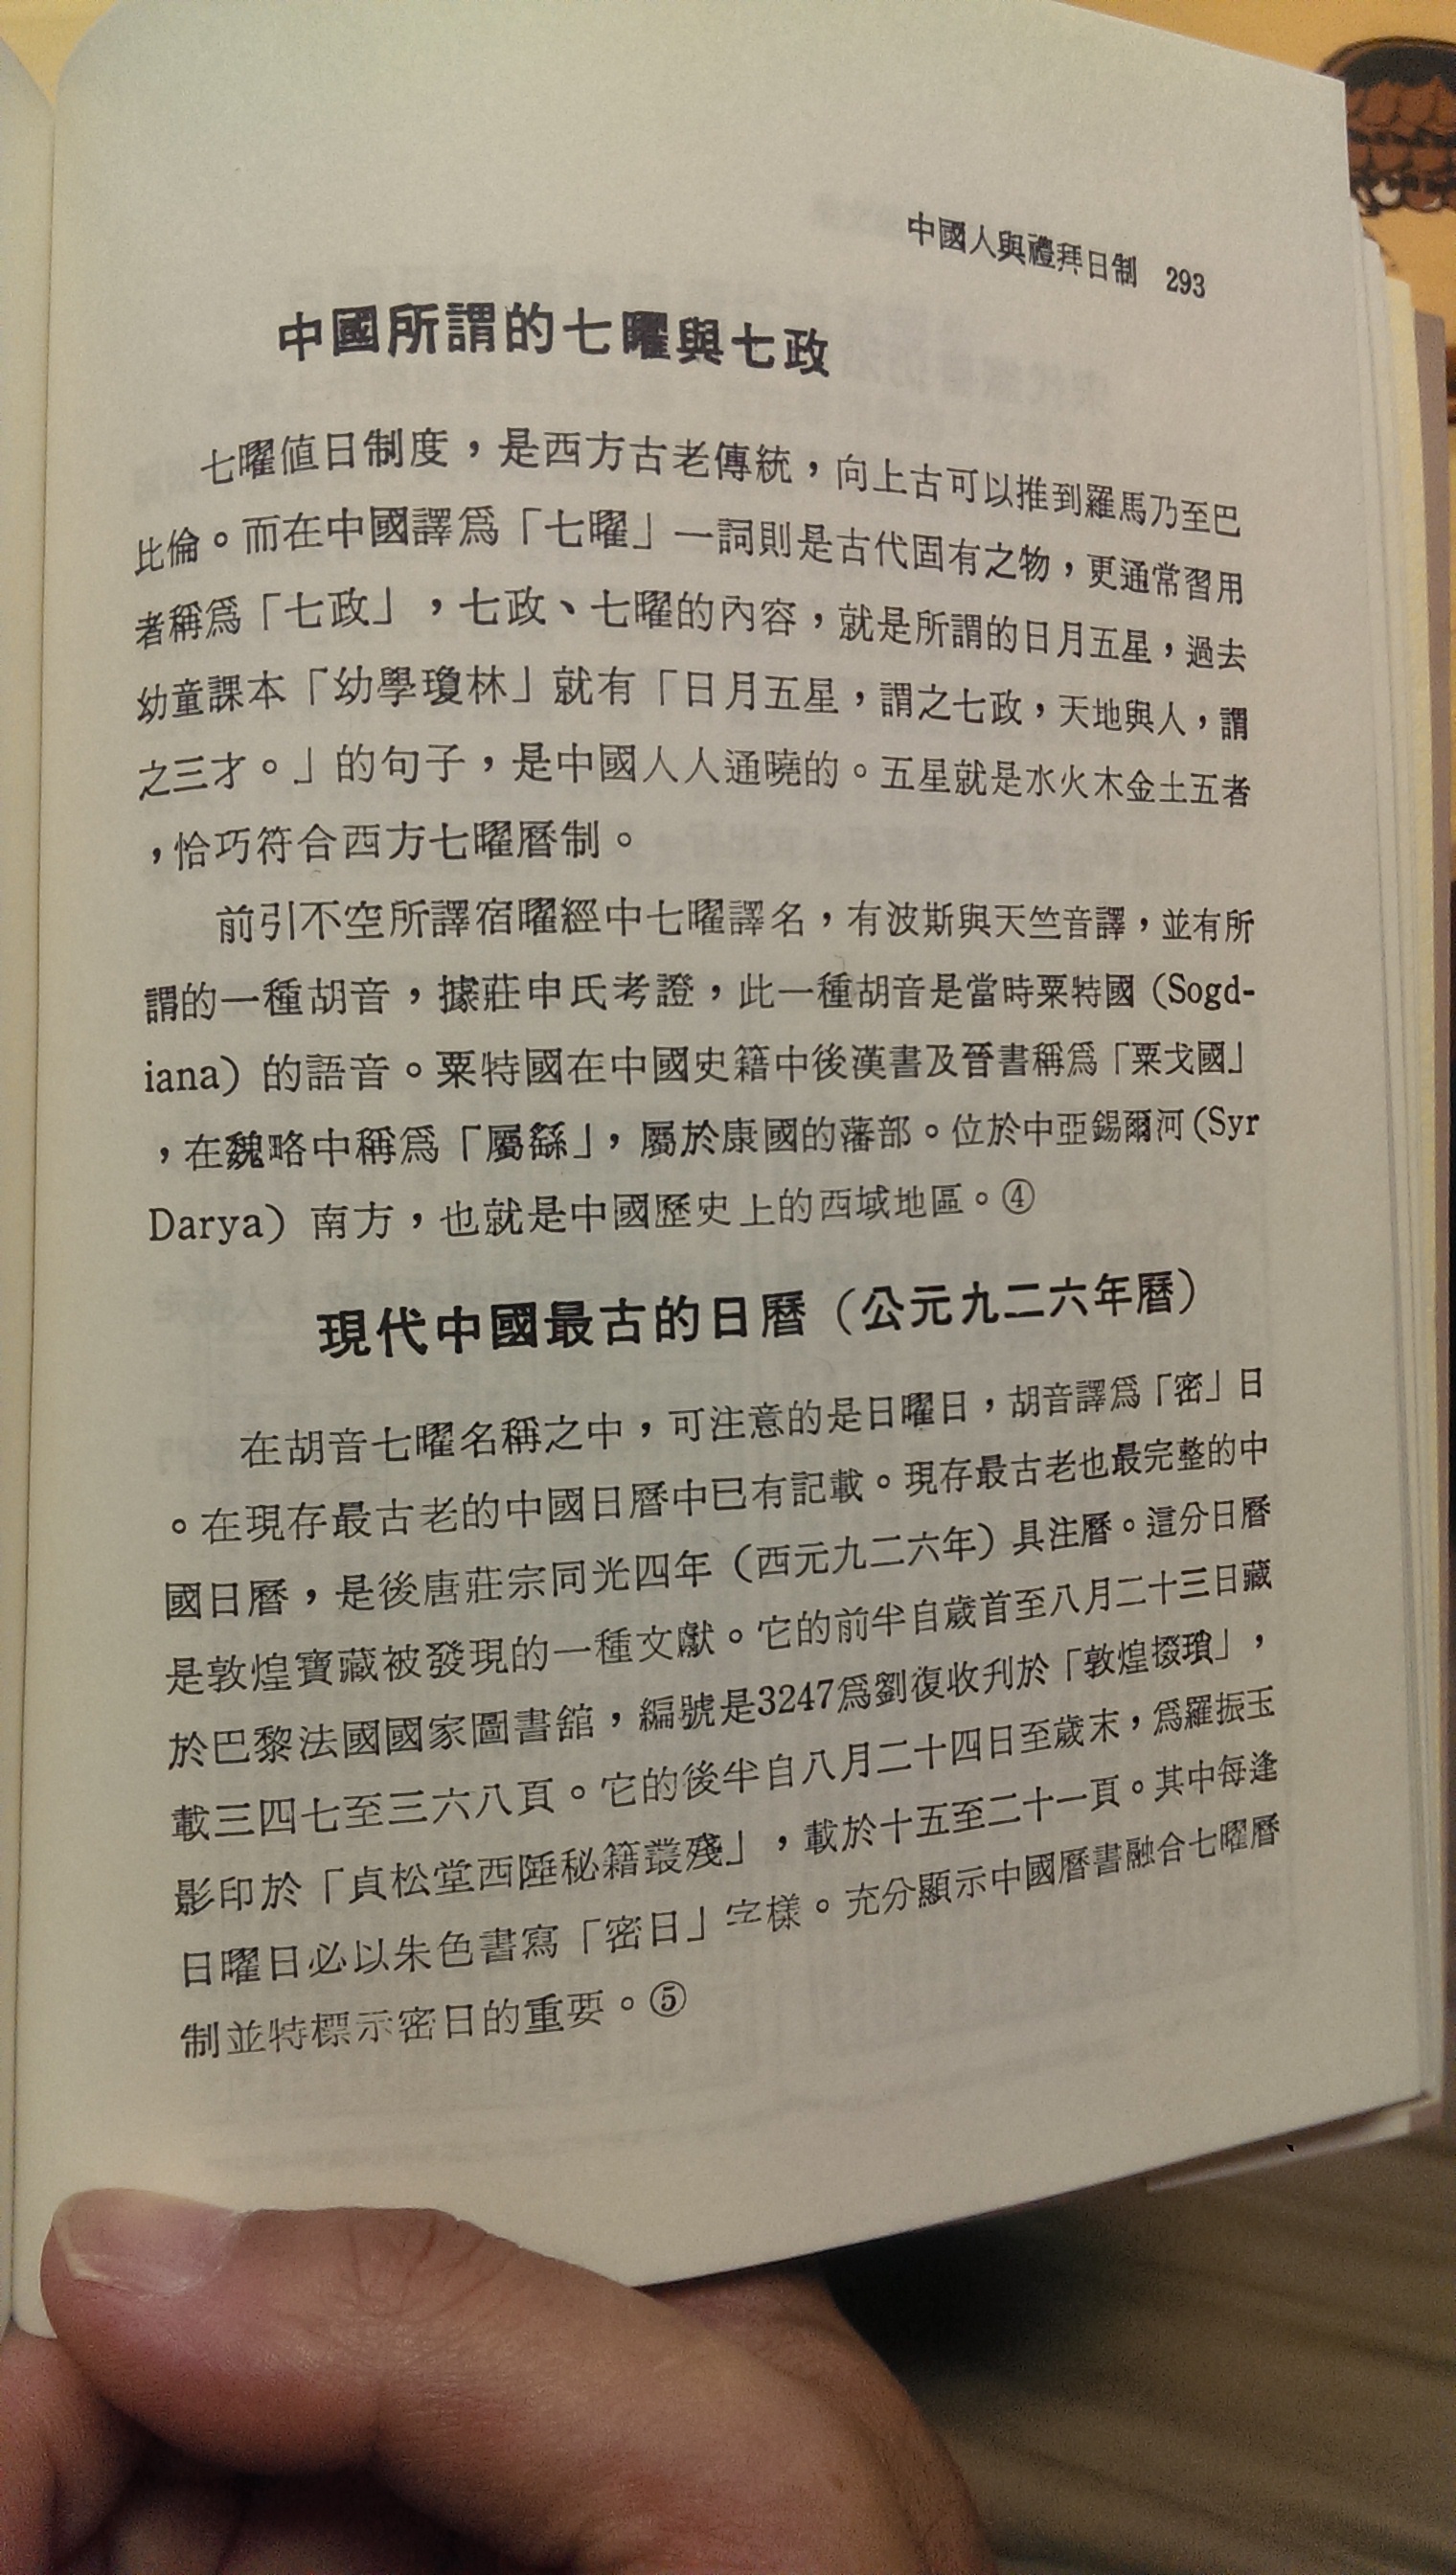 中國人與禮拜日制 293
中國所謂的七曜與七政
七曜值日制度，是西方古老傳統，向上古可以推到羅馬乃至巴
比倫。而在中國譯爲「七曜」一詞則是古代固有之物，更通常習用
者稱爲「七政」，七政、七曜的內容，就是所謂的日月五星，過去
幼童課本「幼學瓊林」就有「日月五星，謂之七政，天地與人，謂
之三才。」的句子，是中國人人通曉的。五星就是水火木金土五者
，恰巧符合西方七曜曆制。
前引不空所譯宿曜經中七曜譯名，有波斯與天竺音譯，並有所
謂的一種胡音，據莊申氏考證，此一種胡音是當時粟特國（Sogd-
iana）的語音。粟特國在中國史籍中後漢書及晉書稱爲「粟戈國」
，在魏略中稱爲「屬繇」，屬於康國的藩部。位於中亞錫爾河（Syr
Darya）南方，也就是中國歷史上的西域地區。④
現代中國最古的日曆（公元九二六年曆）
在胡音七曜名稱之中，可注意的是日曜日，胡音譯爲「密」日
。在現存最古老的中國日曆中已有記載。現存最古老也最完整的中
國日曆，是後唐莊宗同光四年（西元九二六年）具注曆。這分日曆
是敦煌寶藏被發現的一種文獻。它的前半自歲首至八月二十三日藏
於巴黎法國國家圖書舘，編號是3247爲劉復收刋於「敦煌掇瑣」，
載三四七至三六八頁。它的後半自八月二十四日至歲末，爲羅振玉
影印於「貞松堂西陲秘籍叢殘」，載於十五至二十一頁。其中每逢
日曜日必以朱色書寫「密日」字樣。充分顯示中國曆書融合七曜曆
制並特標示密日的重要。⑤